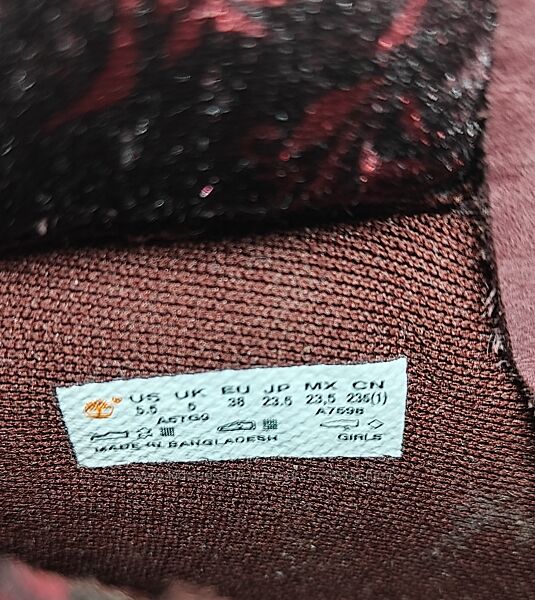 US UK EU JP MX CN
5.5 5 38 23.5 23,5 235(1)
A5TG9 A7598
MADE IN BANGLADESH GIRLS